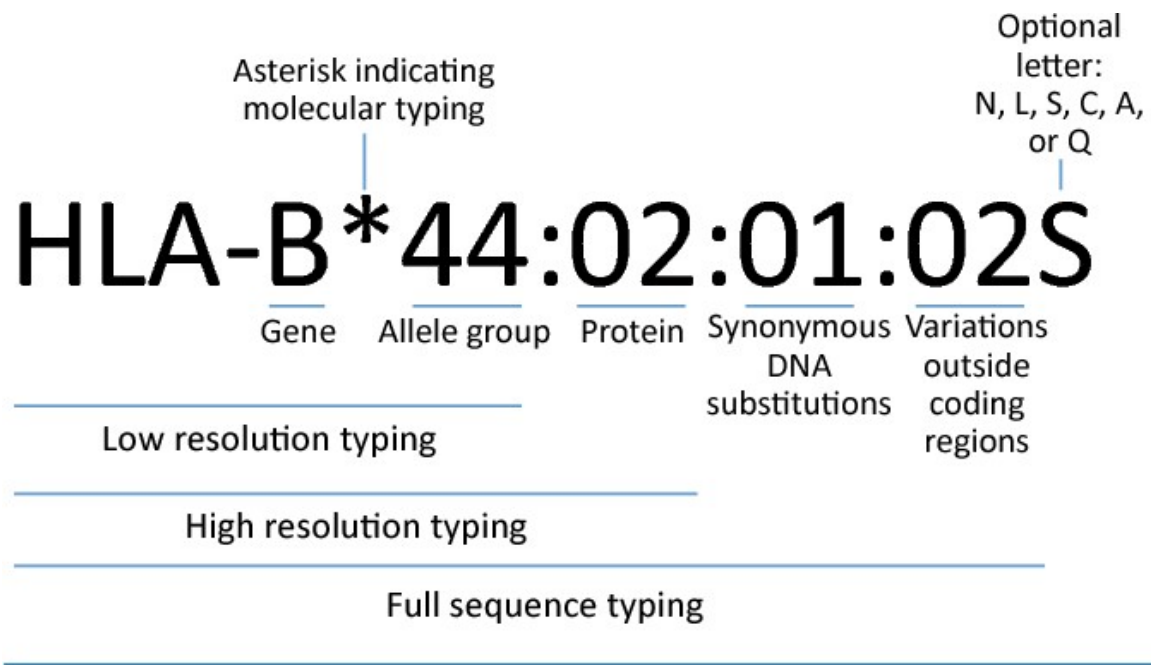 Optional
letter:
N, L, S, C, A,
or Q
Asterisk indicating
molecular typing
HLA-B*44:02:01:02S
Gene
Allele group
Protein
Synonymous
DNA
substitutions
Variations
outside
coding
regions
Low resolution typing
High resolution typing
Full sequence typing